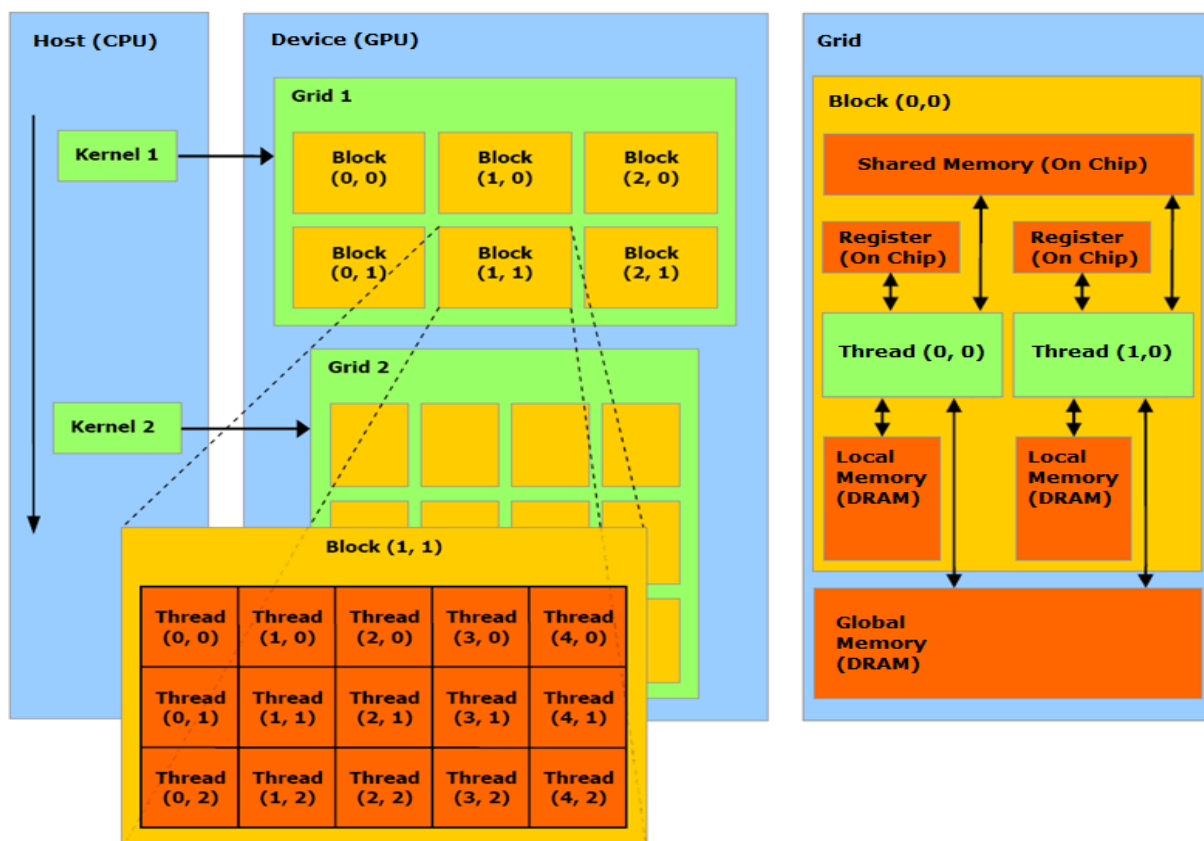 Host (CPU)
Kernel 1
Kernel 2
Device (GPU)
Grid 1
Block
(0, 0)
Block
(1, 0)
Block
(2, 0)
Block
(0, 1)
Block
(1, 1)
Block
(2, 1)
Grid 2
Block (1, 1)
Thread
(0, 0)
Thread
(1, 0)
Thread
(2, 0)
Thread
(3, 0)
Thread
(4, 0)
Thread
(0, 1)
Thread
(1, 1)
Thread
(2, 1)
Thread
(3, 1)
Thread
(4, 1)
Thread
(0, 2)
Thread
(1, 2)
Thread
(2, 2)
Thread
(3, 2)
Thread
(4, 2)
Grid
Block (0,0)
Shared Memory (On Chip)
Register
(On Chip)
Register
(On Chip)
Thread (0, 0)
Thread (1,0)
Local
Memory
(DRAM)
Local
Memory
(DRAM)
Global
Memory
(DRAM)